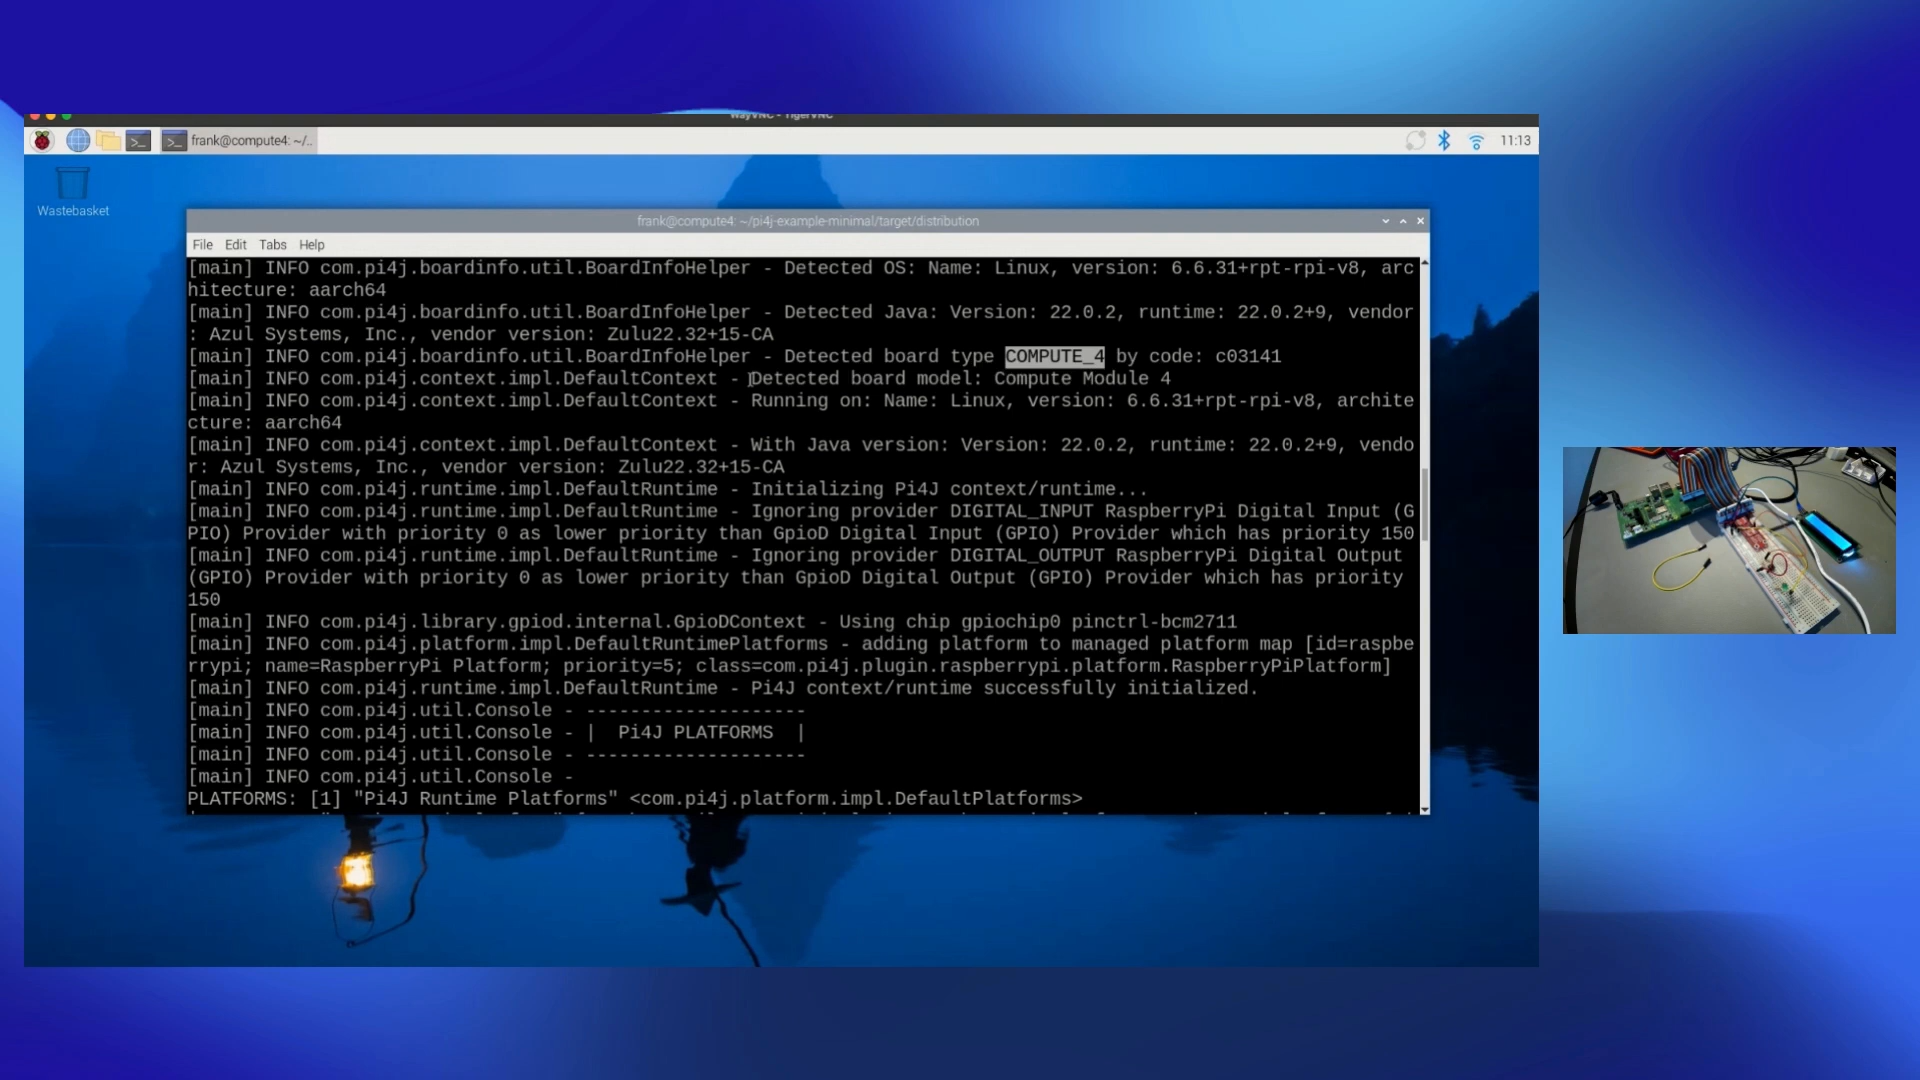 WayVNC - TigerVNC
frank@compute4: ~/..
11:13
Wastebasket
frank@compute4: ~/pi4j-example-minimal/target/distribution
File Edit Tabs Help
[main] INFO com.pi4j.boardinfo.util.BoardInfoHelper - Detected OS: Name: Linux, version: 6.6.31+rpt-rpi-v8, arc
hitecture: aarch64
[main] INFO com.pi4j.boardinfo.util.BoardInfoHelper - Detected Java: Version: 22.0.2, runtime: 22.0.2+9, vendor
: Azul Systems, Inc., vendor version: Zulu22.32+15-CA
[main] INFO com.pi4j.boardinfo.util.BoardInfoHelper - Detected board type COMPUTE_4 by code: c03141
[main] INFO com.pi4j.context.impl.DefaultContext - Detected board model: Compute Module 4
[main] INFO com.pi4j.context.impl.DefaultContext - Running on: Name: Linux, version: 6.6.31+rpt-rpi-v8, archite
cture: aarch64
[main] INFO com.pi4j.context.impl.DefaultContext - With Java version: Version: 22.0.2, runtime: 22.0.2+9, vendo
r: Azul Systems, Inc., vendor version: Zulu22.32+15-CA
[main] INFO com.pi4j.runtime.impl.DefaultRuntime - Initializing Pi4J context/runtime...
[main] INFO com.pi4j.runtime.impl.DefaultRuntime - Ignoring provider DIGITAL_INPUT RaspberryPi Digital Input (G
PIO) Provider with priority 0 as lower priority than GpioD Digital Input (GPIO) Provider which has priority 150
[main] INFO com.pi4j.runtime.impl.DefaultRuntime - Ignoring provider DIGITAL_OUTPUT RaspberryPi Digital Output
(GPIO) Provider with priority 0 as lower priority than GpioD Digital Output (GPIO) Provider which has priority
150
[main] INFO com.pi4j.library.gpiod.internal.GpioDContext - Using chip gpiochip0 pinctrl-bcm2711
[main] INFO com.pi4j.platform.impl.DefaultRuntimePlatforms - adding platform to managed platform map [id=raspbe
rrypi; name=RaspberryPi Platform; priority=5; class=com.pi4j.plugin.raspberrypi.platform.RaspberryPiPlatform]
[main] INFO com.pi4j.runtime.impl.DefaultRuntime - Pi4J context/runtime successfully initialized.
[main] INFO com.pi4j.util.Console - --------------------
[main] INFO com.pi4j.util.Console - |  Pi4J PLATFORMS  |
[main] INFO com.pi4j.util.Console - --------------------
[main] INFO com.pi4j.util.Console -
PLATFORMS: [1] "Pi4J Runtime Platforms" <com.pi4j.platform.impl.DefaultPlatforms>